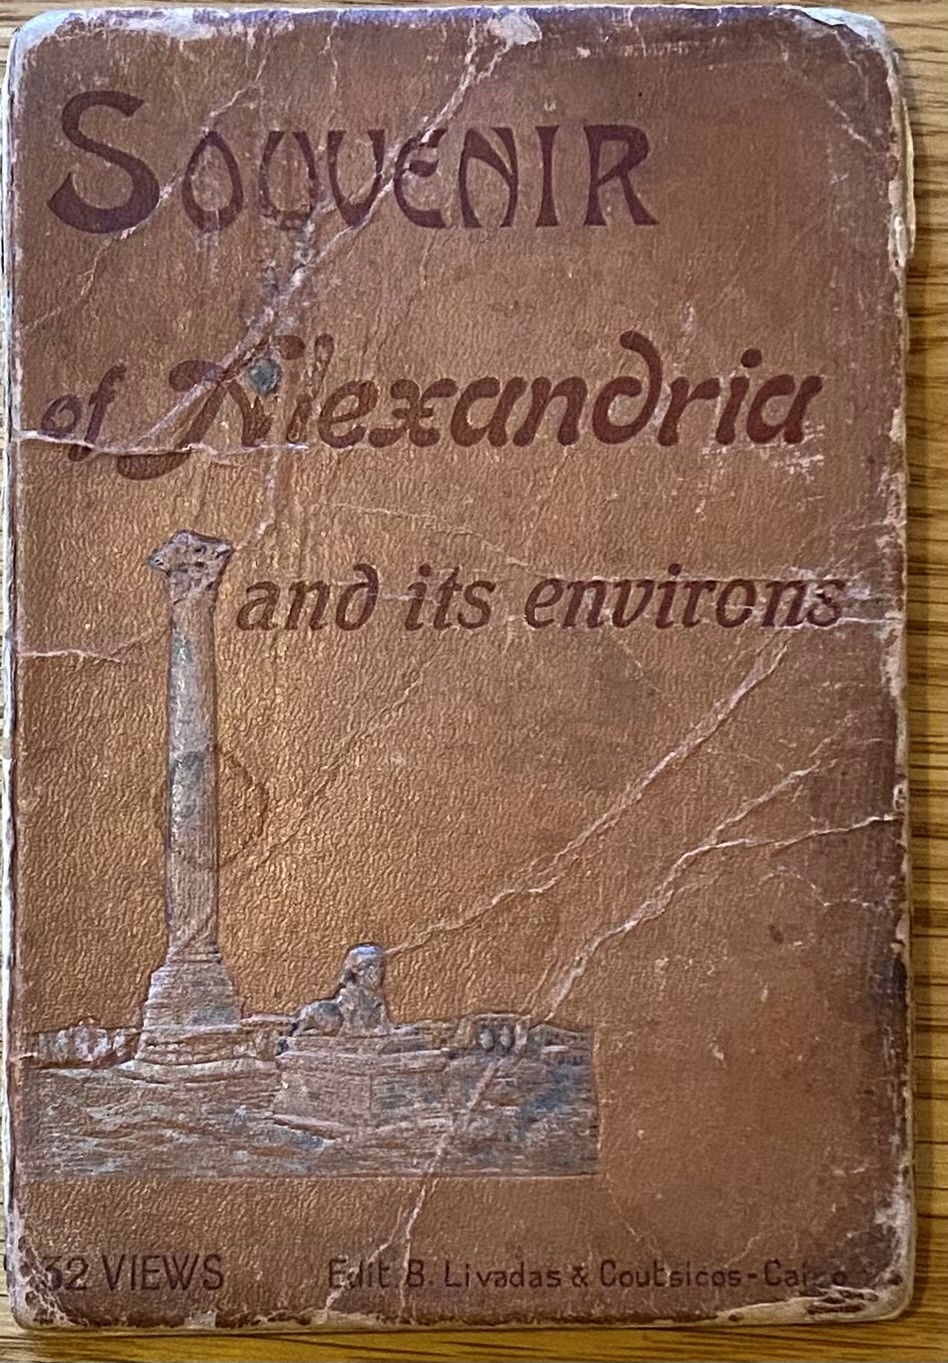 SOUVENIR
of Alexandria
and its environs
32 VIEWS
Edit. B. Livadas & Coutsicos - Cairo